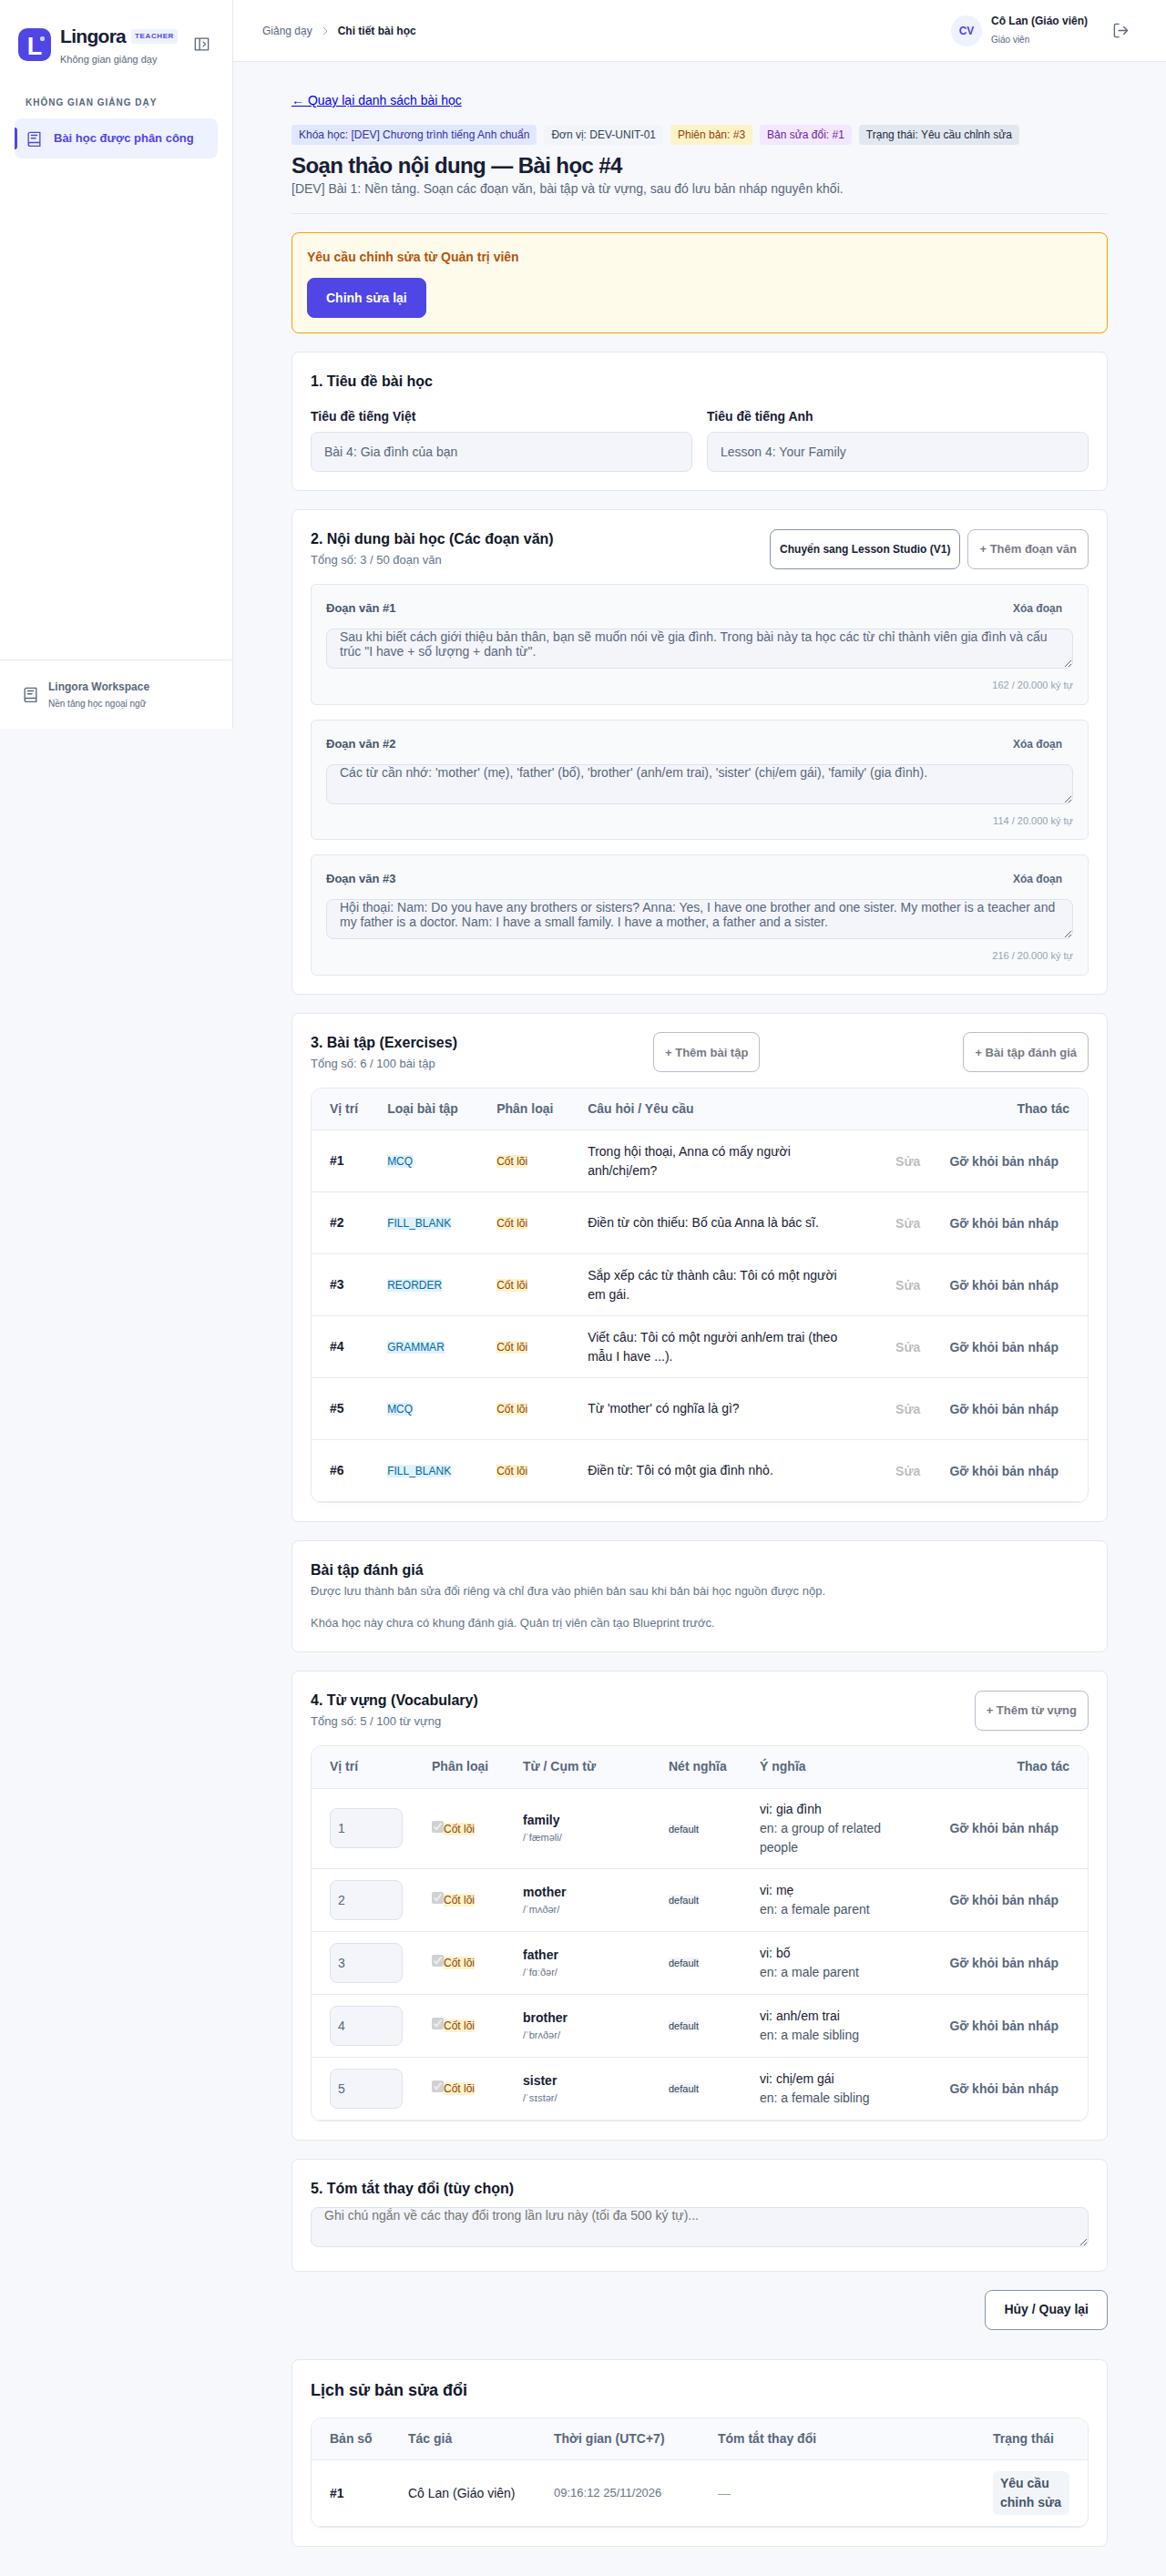 Lingora TEACHER
Không gian giảng dạy
KHÔNG GIAN GIẢNG DẠY
Bài học được phân công
Lingora Workspace
Nền tảng học ngoại ngữ
Giảng dạy > Chi tiết bài học
CV
Cô Lan (Giáo viên)
Giáo viên
← Quay lại danh sách bài học
Khóa học: [DEV] Chương trình tiếng Anh chuẩn Đơn vị: DEV-UNIT-01 Phiên bản: #3 Bản sửa đổi: #1 Trạng thái: Yêu cầu chỉnh sửa
Soạn thảo nội dung — Bài học #4
[DEV] Bài 1: Nền tảng. Soạn các đoạn văn, bài tập và từ vựng, sau đó lưu bản nháp nguyên khối.
Yêu cầu chỉnh sửa từ Quản trị viên
Chỉnh sửa lại
1. Tiêu đề bài học
Tiêu đề tiếng Việt Tiêu đề tiếng Anh
Bài 4: Gia đình của bạn Lesson 4: Your Family
2. Nội dung bài học (Các đoạn văn)
Tổng số: 3 / 50 đoạn văn
Chuyển sang Lesson Studio (V1) + Thêm đoạn văn
Đoạn văn #1 Xóa đoạn
Sau khi biết cách giới thiệu bản thân, bạn sẽ muốn nói về gia đình. Trong bài này ta học các từ chỉ thành viên gia đình và cấu
trúc "I have + số lượng + danh từ".
162 / 20.000 ký tự
Đoạn văn #2 Xóa đoạn
Các từ cần nhớ: 'mother' (mẹ), 'father' (bố), 'brother' (anh/em trai), 'sister' (chị/em gái), 'family' (gia đình).
114 / 20.000 ký tự
Đoạn văn #3 Xóa đoạn
Hội thoại: Nam: Do you have any brothers or sisters? Anna: Yes, I have one brother and one sister. My mother is a teacher and
my father is a doctor. Nam: I have a small family. I have a mother, a father and a sister.
216 / 20.000 ký tự
3. Bài tập (Exercises)
Tổng số: 6 / 100 bài tập
+ Thêm bài tập + Bài tập đánh giá
Vị trí Loại bài tập Phân loại Câu hỏi / Yêu cầu Thao tác
#1 MCQ Cốt lõi Trong hội thoại, Anna có mấy người
anh/chị/em? Sửa Gỡ khỏi bản nháp
#2 FILL_BLANK Cốt lõi Điền từ còn thiếu: Bố của Anna là bác sĩ. Sửa Gỡ khỏi bản nháp
#3 REORDER Cốt lõi Sắp xếp các từ thành câu: Tôi có một người
em gái. Sửa Gỡ khỏi bản nháp
#4 GRAMMAR Cốt lõi Viết câu: Tôi có một người anh/em trai (theo
mẫu I have ...). Sửa Gỡ khỏi bản nháp
#5 MCQ Cốt lõi Từ 'mother' có nghĩa là gì? Sửa Gỡ khỏi bản nháp
#6 FILL_BLANK Cốt lõi Điền từ: Tôi có một gia đình nhỏ. Sửa Gỡ khỏi bản nháp
Bài tập đánh giá
Được lưu thành bản sửa đổi riêng và chỉ đưa vào phiên bản sau khi bản bài học nguồn được nộp.
Khóa học này chưa có khung đánh giá. Quản trị viên cần tạo Blueprint trước.
4. Từ vựng (Vocabulary)
Tổng số: 5 / 100 từ vựng
+ Thêm từ vựng
Vị trí Phân loại Từ / Cụm từ Nét nghĩa Ý nghĩa Thao tác
1 Cốt lõi family /ˈfæməli/ default vi: gia đình
en: a group of related
people Gỡ khỏi bản nháp
2 Cốt lõi mother /ˈmʌðər/ default vi: mẹ
en: a female parent Gỡ khỏi bản nháp
3 Cốt lõi father /ˈfɑːðər/ default vi: bố
en: a male parent Gỡ khỏi bản nháp
4 Cốt lõi brother /ˈbrʌðər/ default vi: anh/em trai
en: a male sibling Gỡ khỏi bản nháp
5 Cốt lõi sister /ˈsɪstər/ default vi: chị/em gái
en: a female sibling Gỡ khỏi bản nháp
5. Tóm tắt thay đổi (tùy chọn)
Ghi chú ngắn về các thay đổi trong lần lưu này (tối đa 500 ký tự)...
Hủy / Quay lại
Lịch sử bản sửa đổi
Bản số Tác giả Thời gian (UTC+7) Tóm tắt thay đổi Trạng thái
#1 Cô Lan (Giáo viên) 09:16:12 25/11/2026 — Yêu cầu
chỉnh sửa